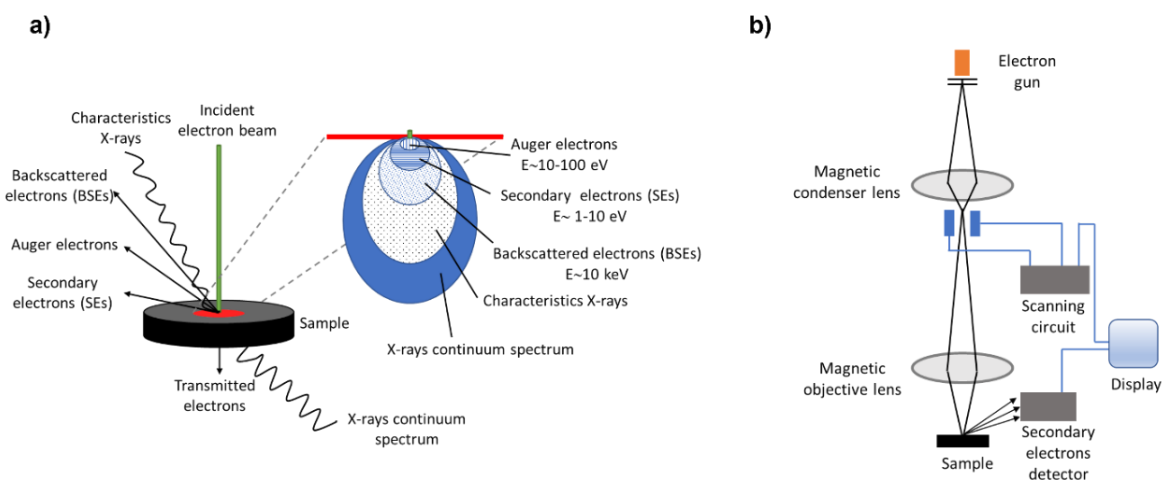 a)
Characteristics
X-rays
Incident
electron beam
Backscattered
electrons (BSEs)
Auger electrons
Secondary
electrons (SEs)
Sample
Transmitted
electrons
X-rays continuum
spectrum
Auger electrons
E~10-100 eV
Secondary electrons (SEs)
E~ 1-10 eV
Backscattered electrons (BSEs)
E~10 keV
Characteristics X-rays
X-rays continuum spectrum
b)
Electron
gun
Magnetic
condenser lens
Scanning
circuit
Magnetic
objective lens
Display
Secondary
electrons
detector
Sample